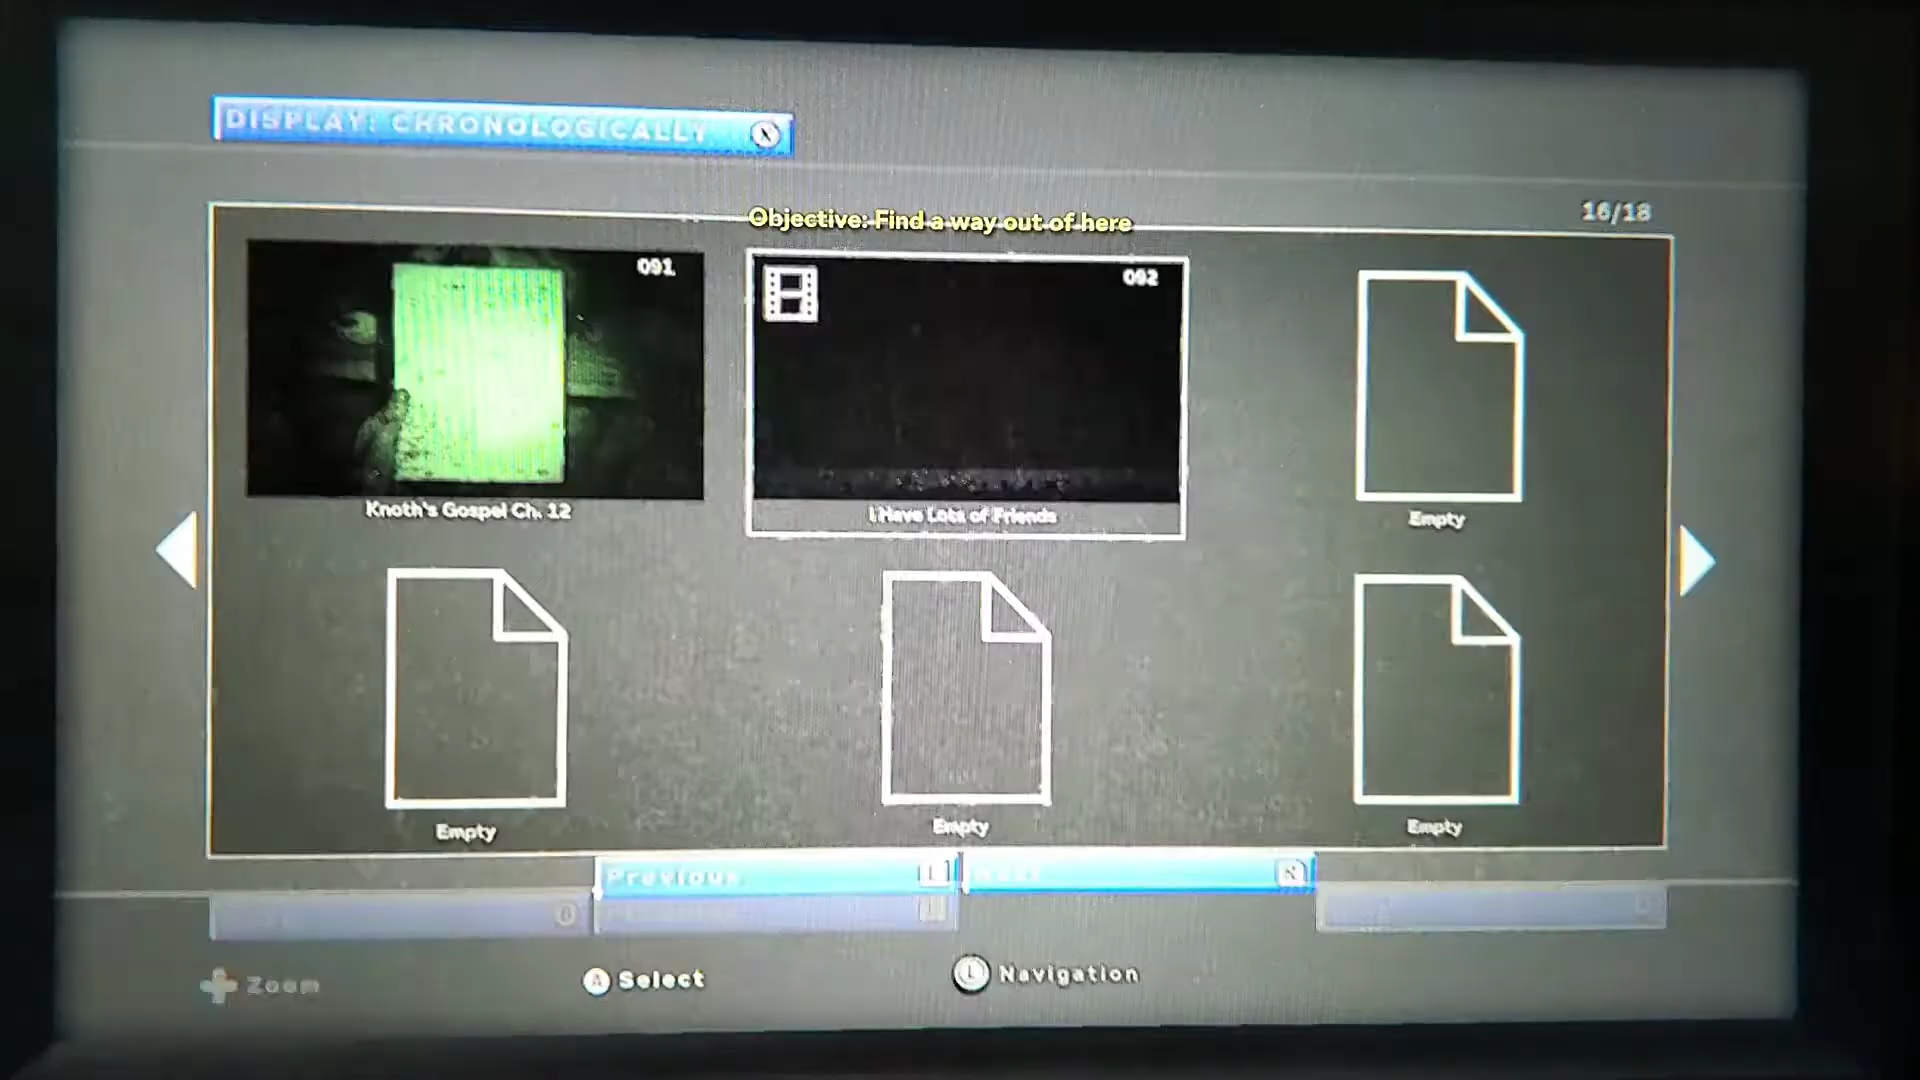 DISPLAY: CHRONOLOGICALLY X
Objective: Find a way out of here
16/18
091
092
Knoth's Gospel Ch. 12
I Have Lots of Friends
Empty
Empty
Empty
Empty
Previous L
Next R
B
Zoom
A Select
L Navigation